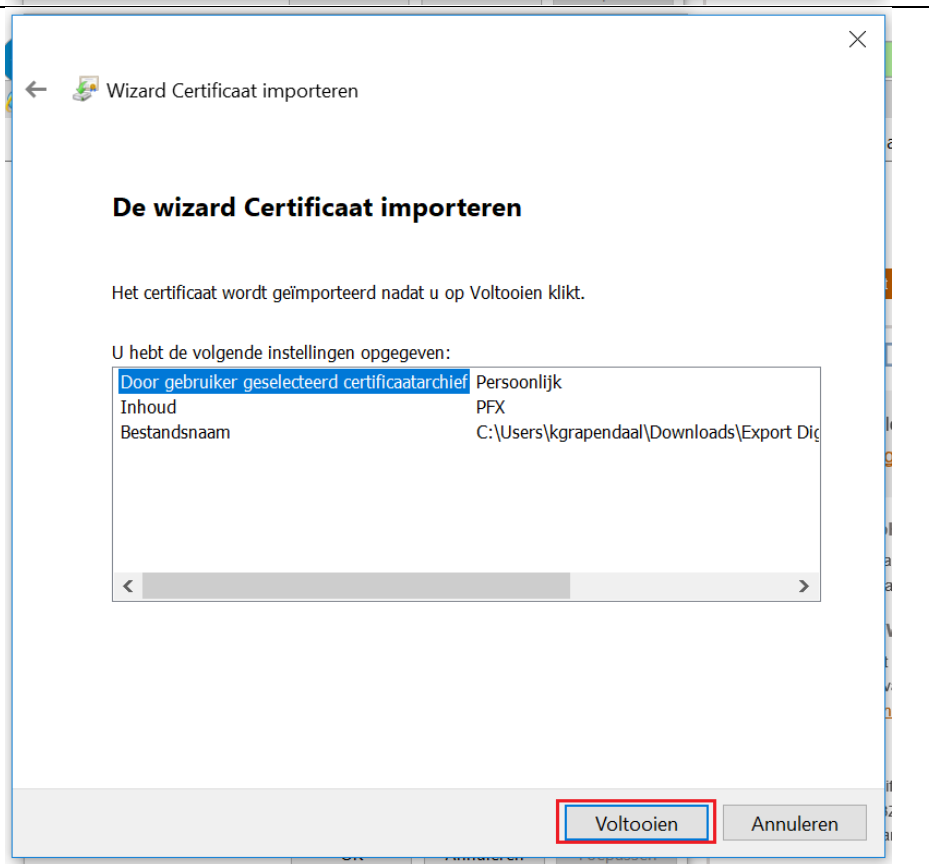 Wizard Certificaat importeren
De wizard Certificaat importeren
Het certificaat wordt geïmporteerd nadat u op Voltooien klikt.
U hebt de volgende instellingen opgegeven:
Door gebruiker geselecteerd certificaatarchief Persoonlijk
Inhoud PFX
Bestandsnaam C:\Users\kgrapendaal\Downloads\Export Dig
Voltooien Annuleren